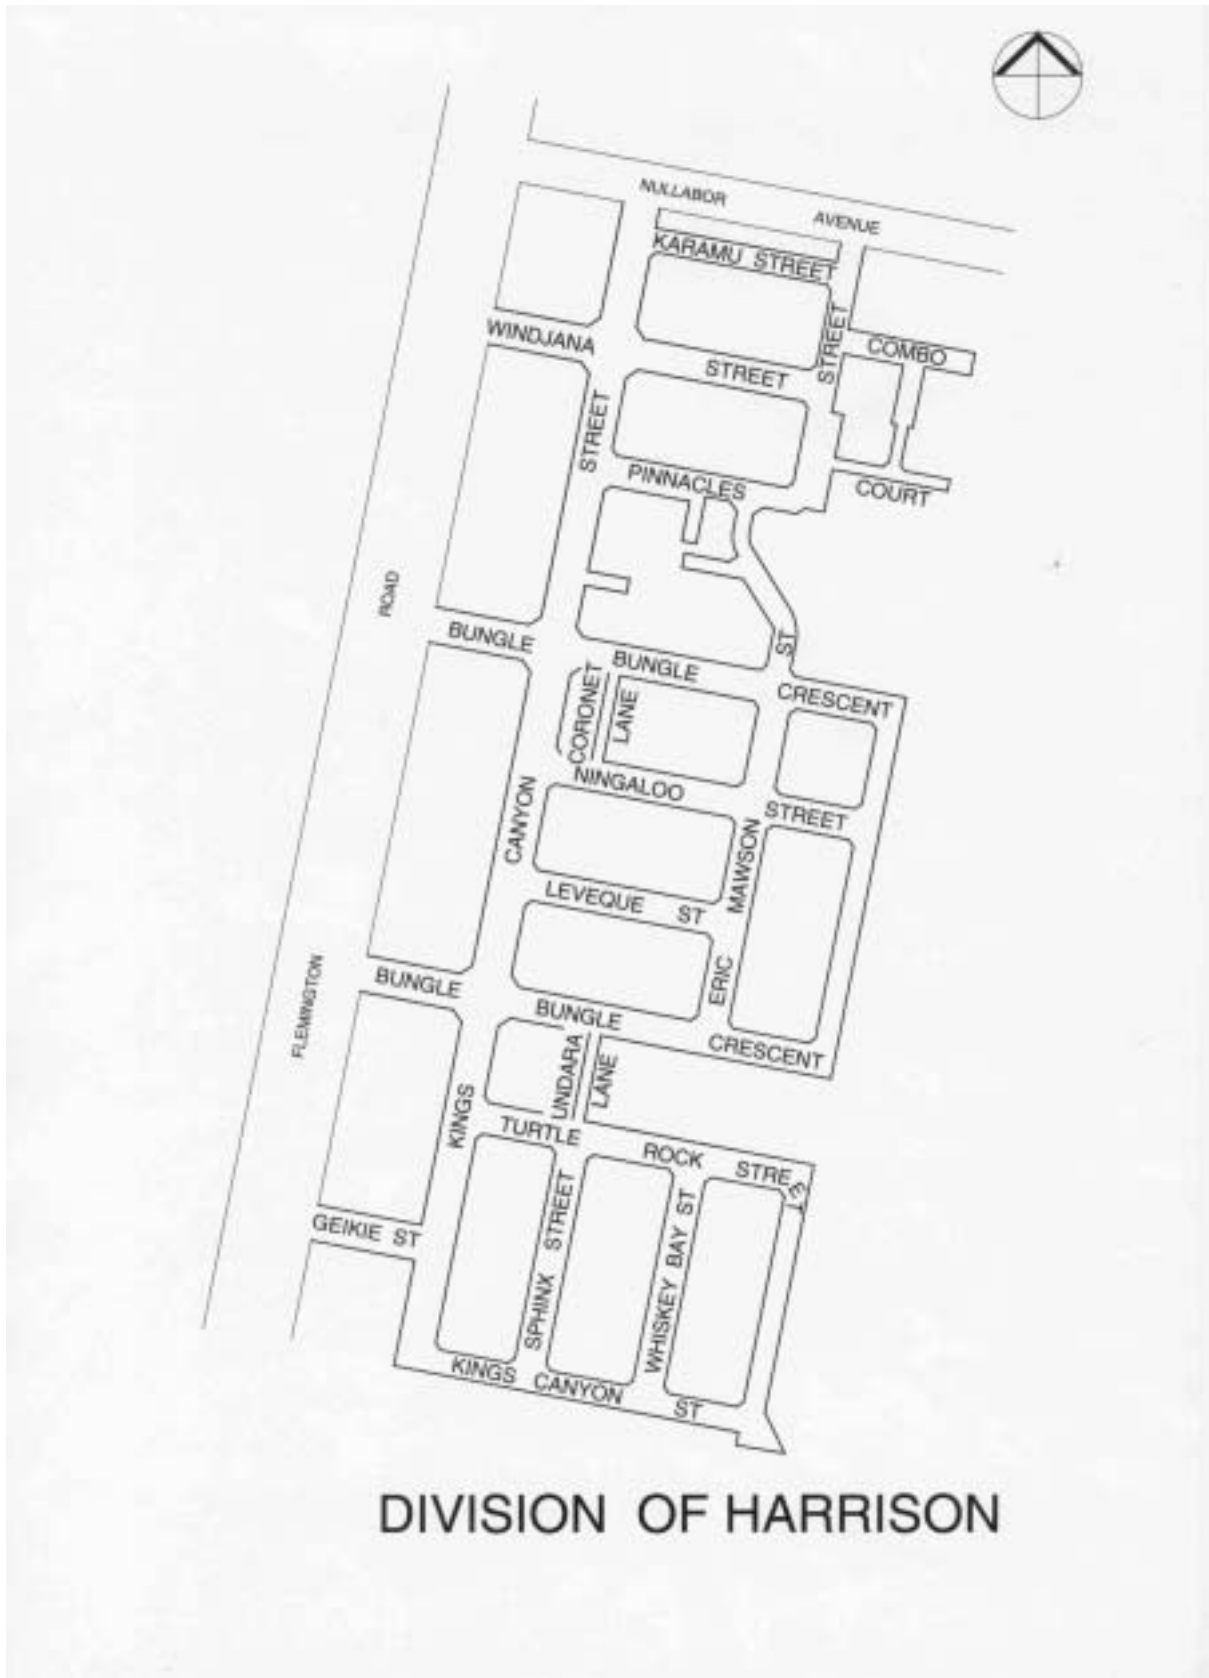 NULLABOR AVENUE
KARAMU STREET
WINDJANA STREET
STREET
COMBO COURT
STREET
PINNACLES
ST
ROAD
BUNGLE
BUNGLE CRESCENT
CORONET LANE
NINGALOO STREET
CANYON
MAWSON
LEVEQUE ST
ERIC
FLEMINGTON
BUNGLE
BUNGLE CRESCENT
UNDARA LANE
KINGS
TURTLE ROCK STREET
GEIKIE ST
SPHINX STREET
WHISKEY BAY ST
KINGS CANYON ST
DIVISION OF HARRISON